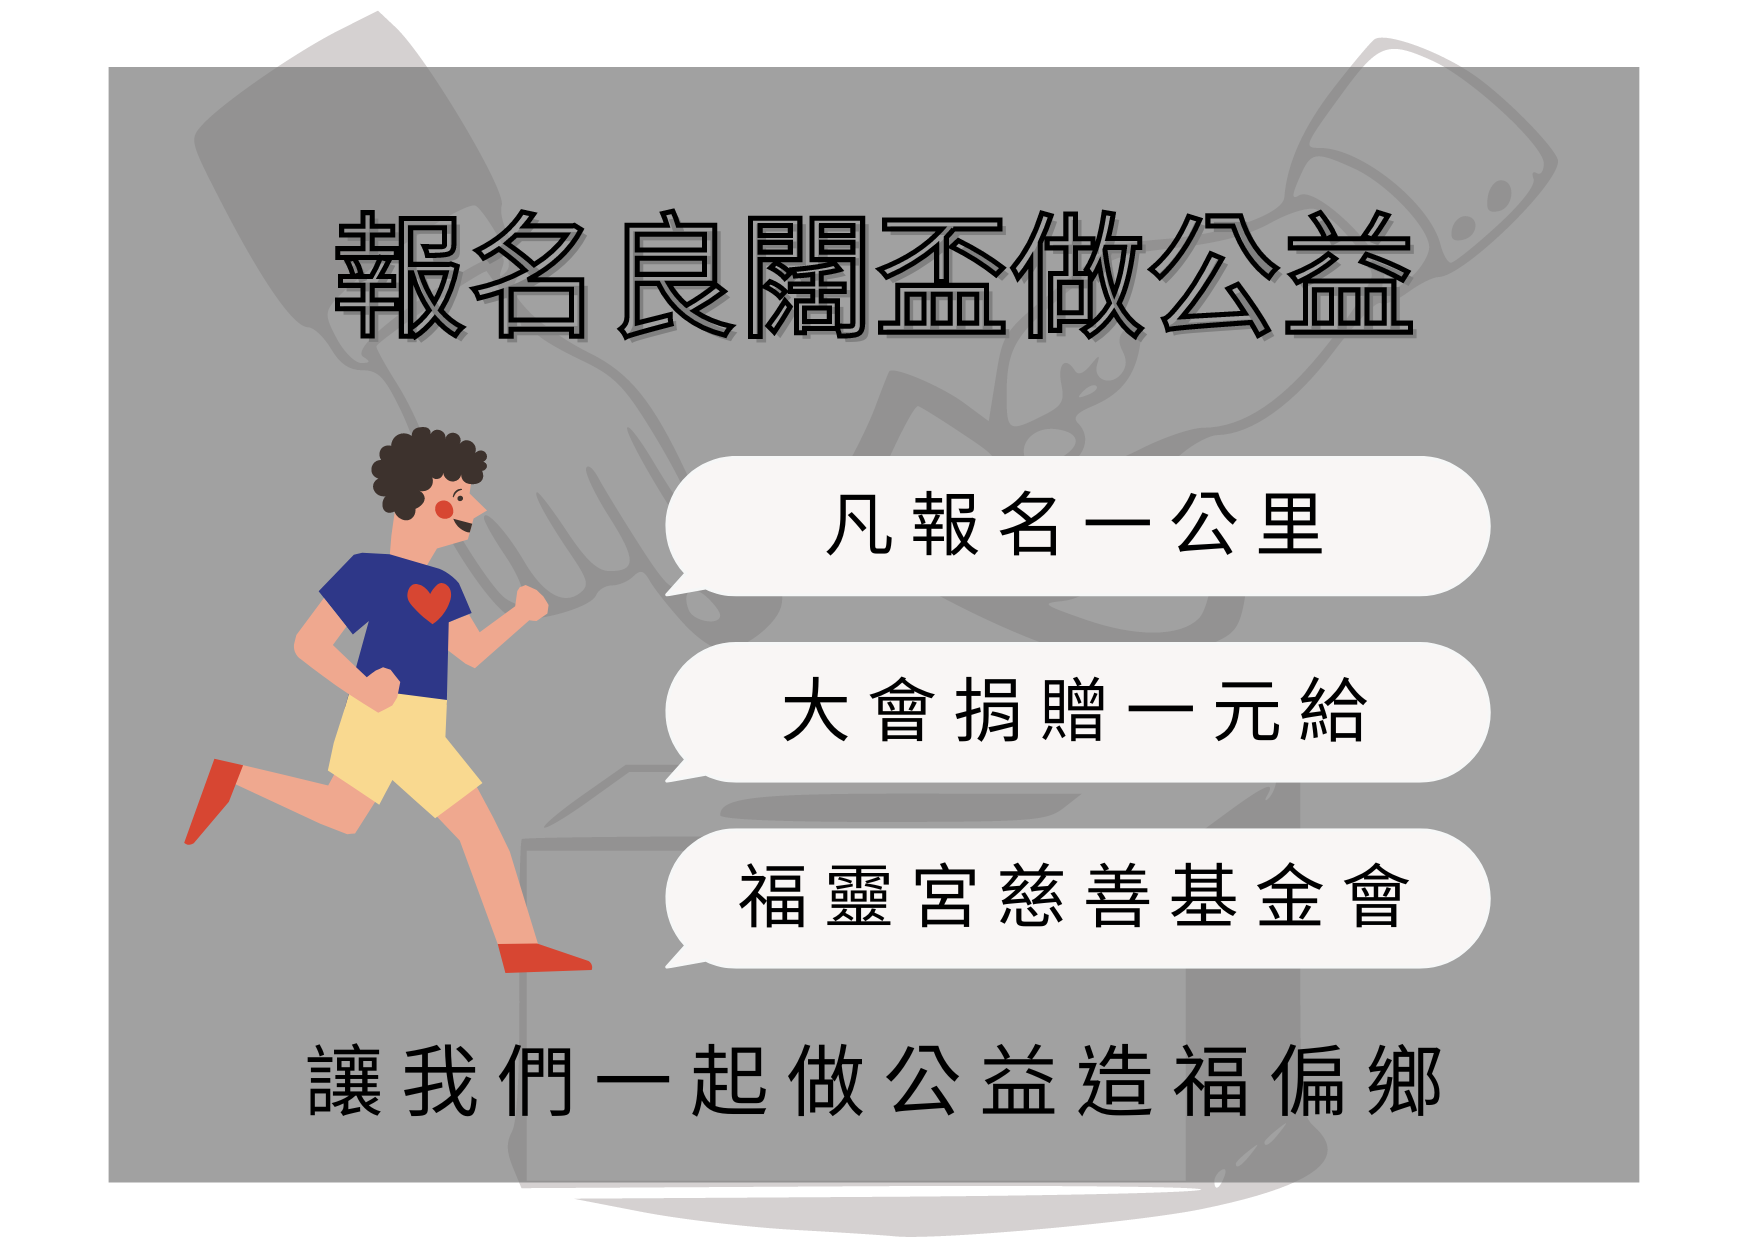 報名良闊盃做公益
凡報名一公里
大會捐贈一元給
福靈宮慈善基金會
讓我們一起做公益造福偏鄉